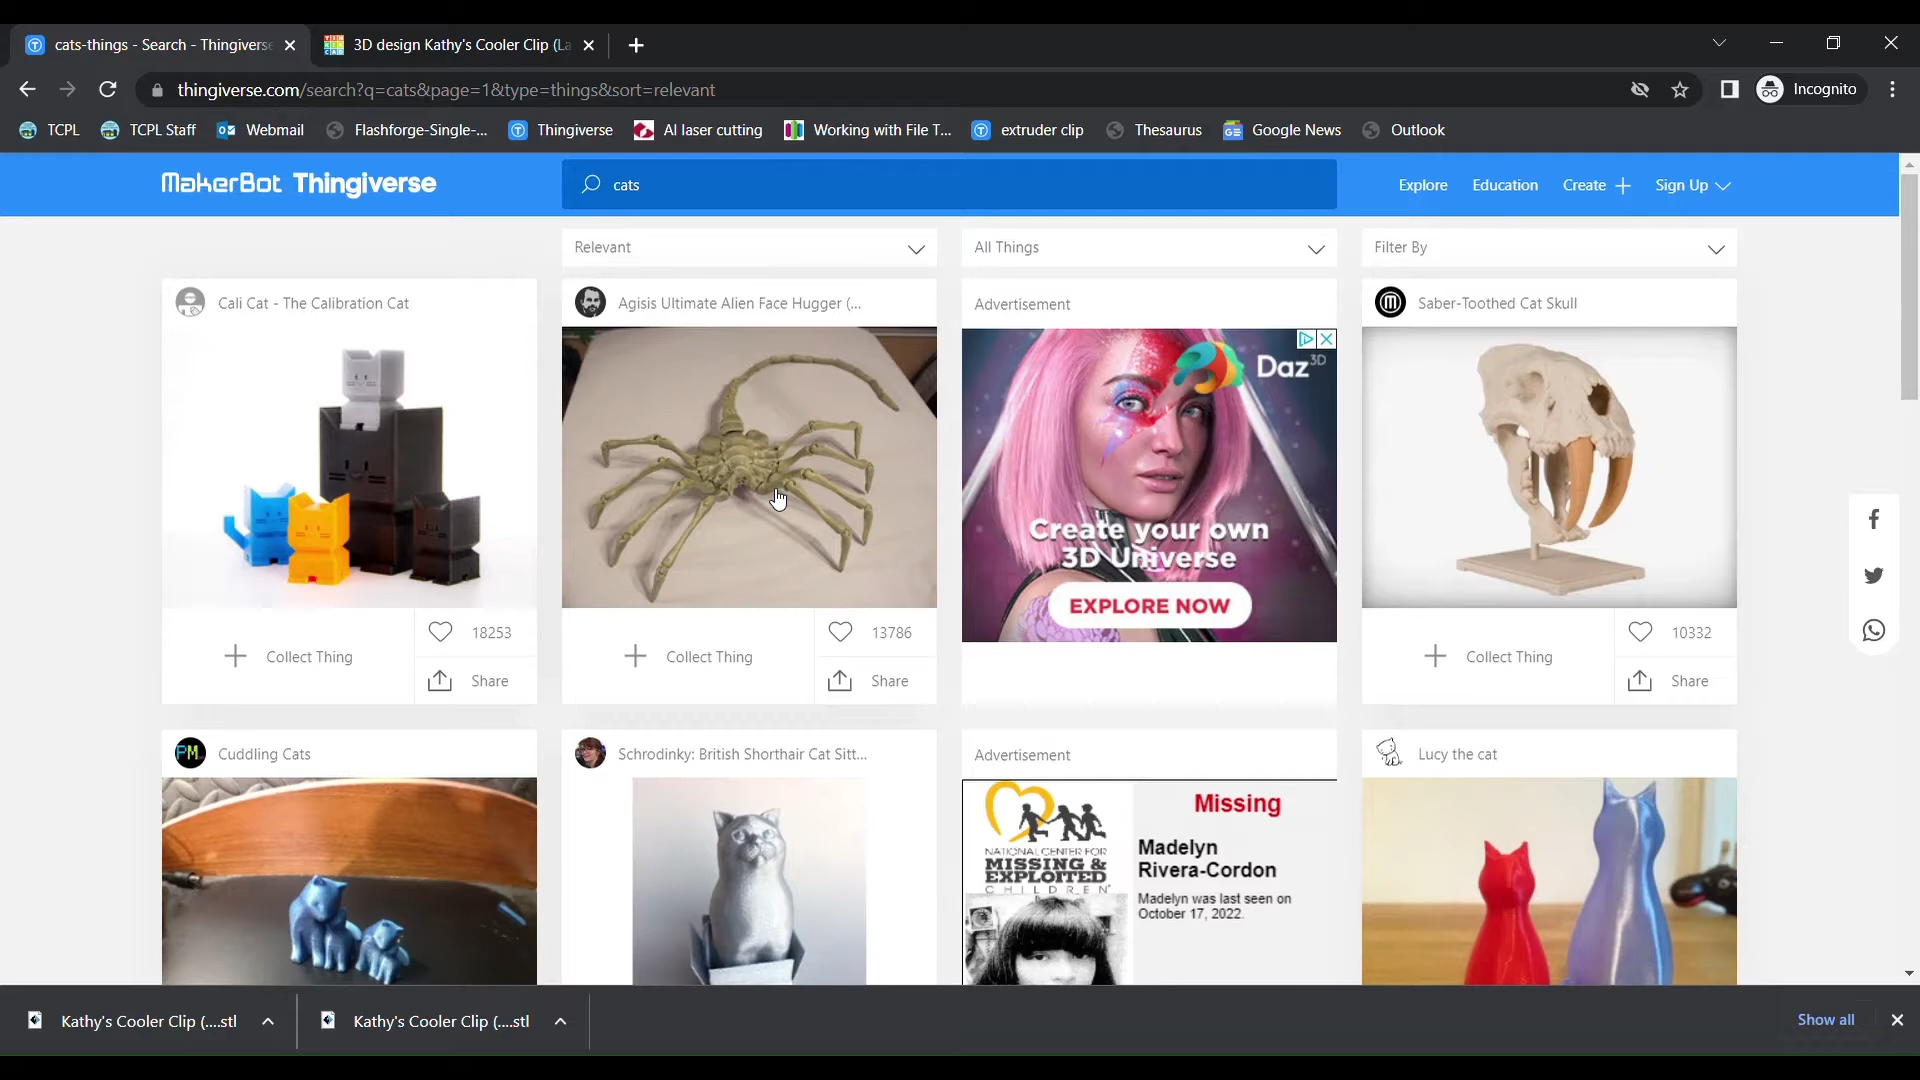 cats-things - Search - Thingiverse
3D design Kathy's Cooler Clip (La
thingiverse.com/search?q=cats&page=1&type=things&sort=relevant
Incognito
TCPL
TCPL Staff
Webmail
Flashforge-Single-...
Thingiverse
AI laser cutting
Working with File T...
extruder clip
Thesaurus
Google News
Outlook
MakerBot Thingiverse
cats
Explore
Education
Create
Sign Up
Relevant
All Things
Filter By
Cali Cat - The Calibration Cat
Agisis Ultimate Alien Face Hugger (...
Advertisement
Saber-Toothed Cat Skull
Daz 3D
Create your own
3D Universe
EXPLORE NOW
Collect Thing
18253
Share
Collect Thing
13786
Share
Collect Thing
10332
Share
PM
Cuddling Cats
Schrodinky: British Shorthair Cat Sitt...
Advertisement
Lucy the cat
NATIONAL CENTER FOR
MISSING &
EXPLOITED
CHILDREN
Missing
Madelyn
Rivera-Cordon
Madelyn was last seen on
October 17, 2022.
Kathy's Cooler Clip (....stl
Kathy's Cooler Clip (....stl
Show all